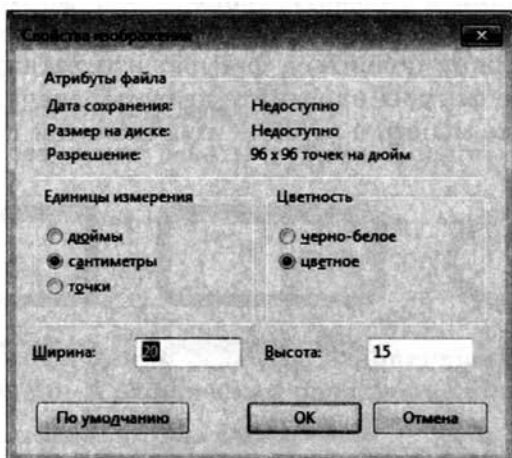 Свойства изображения
Атрибуты файла
Дата сохранения: Недоступно
Размер на диске: Недоступно
Разрешение: 96 x 96 точек на дюйм
Единицы измерения Цветность
дюймы черно-белое
сантиметры цветное
точки
Ширина: 20 Высота: 15
По умолчанию ОК Отмена